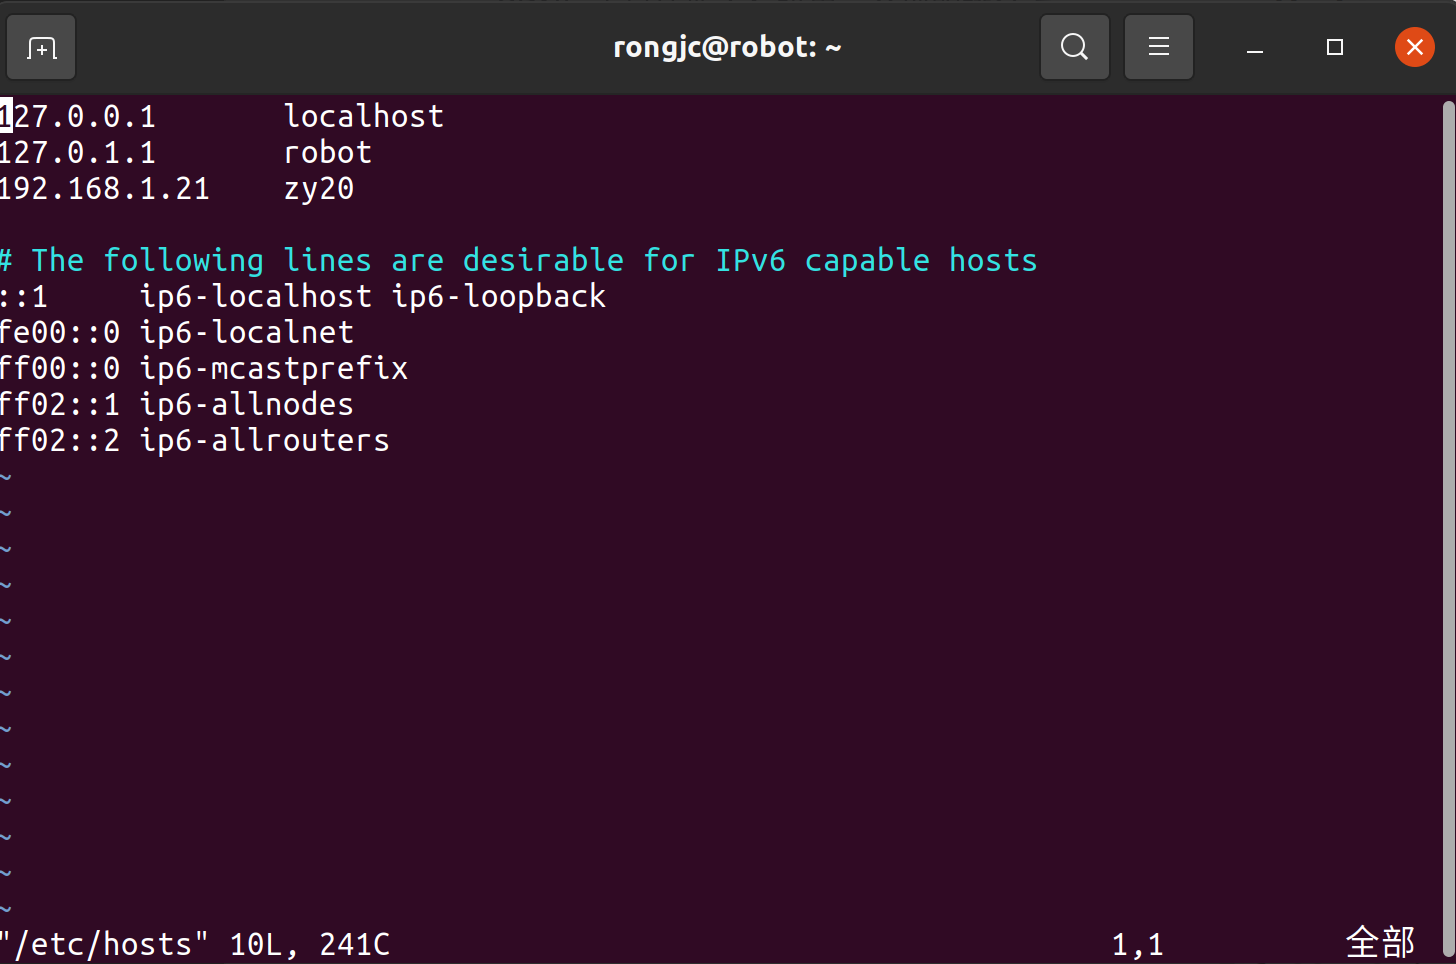 rongjc@robot: ~
127.0.0.1       localhost
127.0.1.1       robot
192.168.1.21    zy20
# The following lines are desirable for IPv6 capable hosts
::1     ip6-localhost ip6-loopback
fe00::0 ip6-localnet
ff00::0 ip6-mcastprefix
ff02::1 ip6-allnodes
ff02::2 ip6-allrouters
~
~
~
~
~
~
~
~
~
~
~
~
~
"/etc/hosts" 10L, 241C 1,1 全部